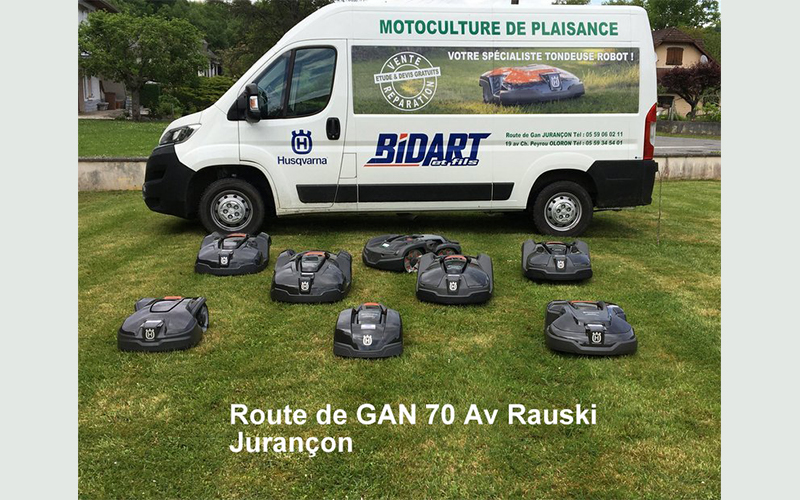 MOTOCULTURE DE PLAISANCE
VOTRE SPÉCIALISTE TONDEUSE ROBOT !
VENTE
ETUDE & DEVIS GRATUITS
RÉPARATION
H
Husqvarna
BiDART
et fils
Route de Gan JURANÇON Tél : 05 59 06 02 11
19 av Ch. Peyrou OLORON Tél : 05 59 34 54 01
Route de GAN 70 Av Rauski
Jurançon